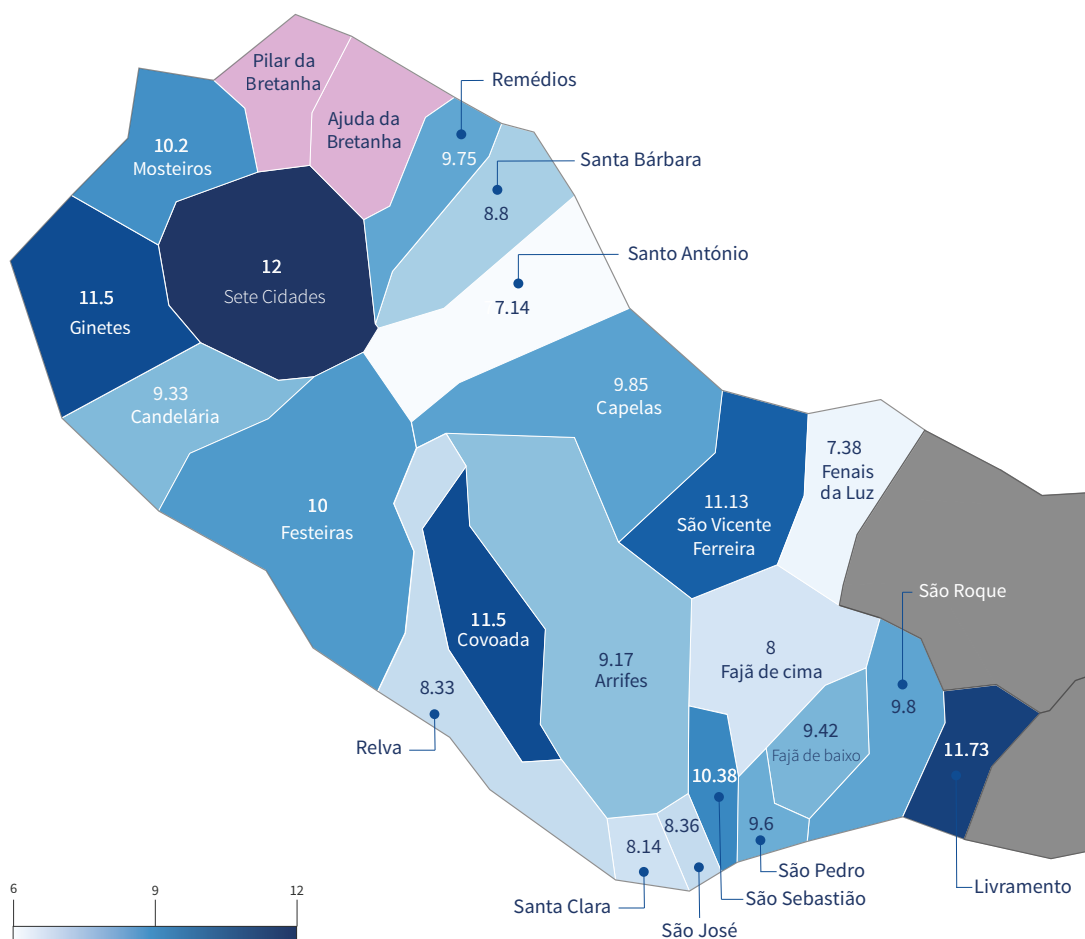 Pilar da
Bretanha
Remédios
Ajuda da
Bretanha
10.2
Mosteiros
9.75
Santa Bárbara
8.8
Santo António
12
Sete Cidades
11.5
Ginetes
7.14
9.33
Candelária
9.85
Capelas
7.38
Fenais
da Luz
10
Festeiras
11.13
São Vicente
Ferreira
São Roque
11.5
Covoada
9.17
Arrifes
8
Fajã de cima
8.33
Relva
9.8
9.42
Fajã de baixo
10.38
11.73
8.36
9.6
8.14
São Pedro
Livramento
São Sebastião
Santa Clara
São José
6
9
12